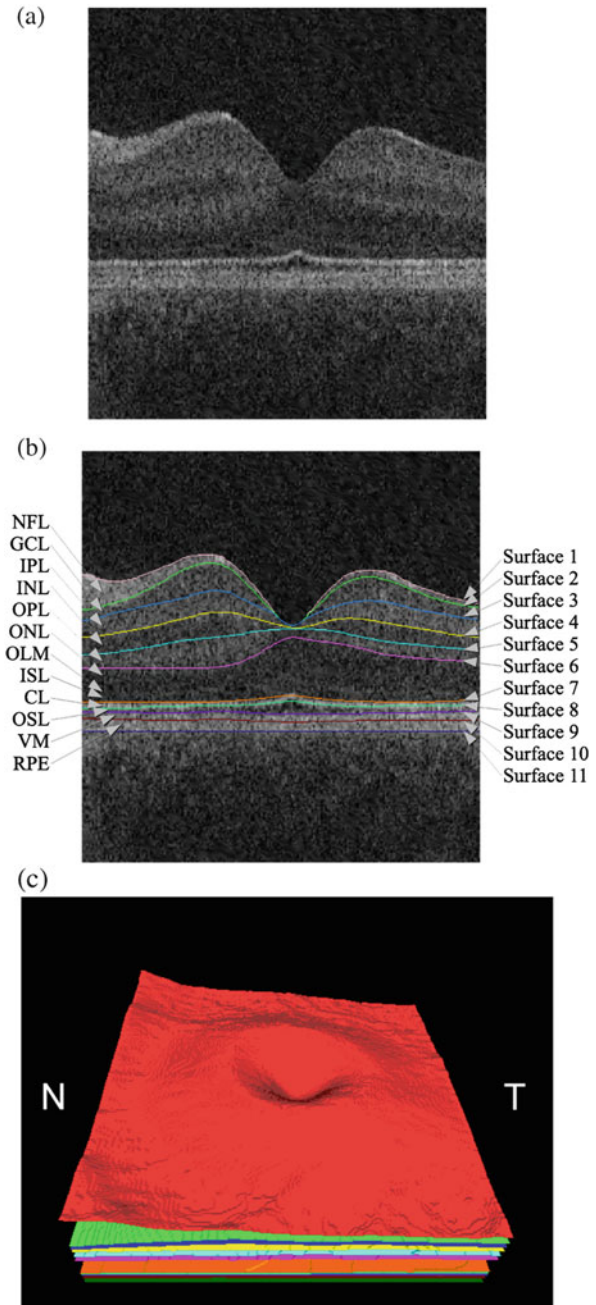 (a)
(b)
NFL
GCL
IPL
INL
OPL
ONL
OLM
ISL
CL
OSL
VM
RPE
Surface 1
Surface 2
Surface 3
Surface 4
Surface 5
Surface 6
Surface 7
Surface 8
Surface 9
Surface 10
Surface 11
(c)
N
T